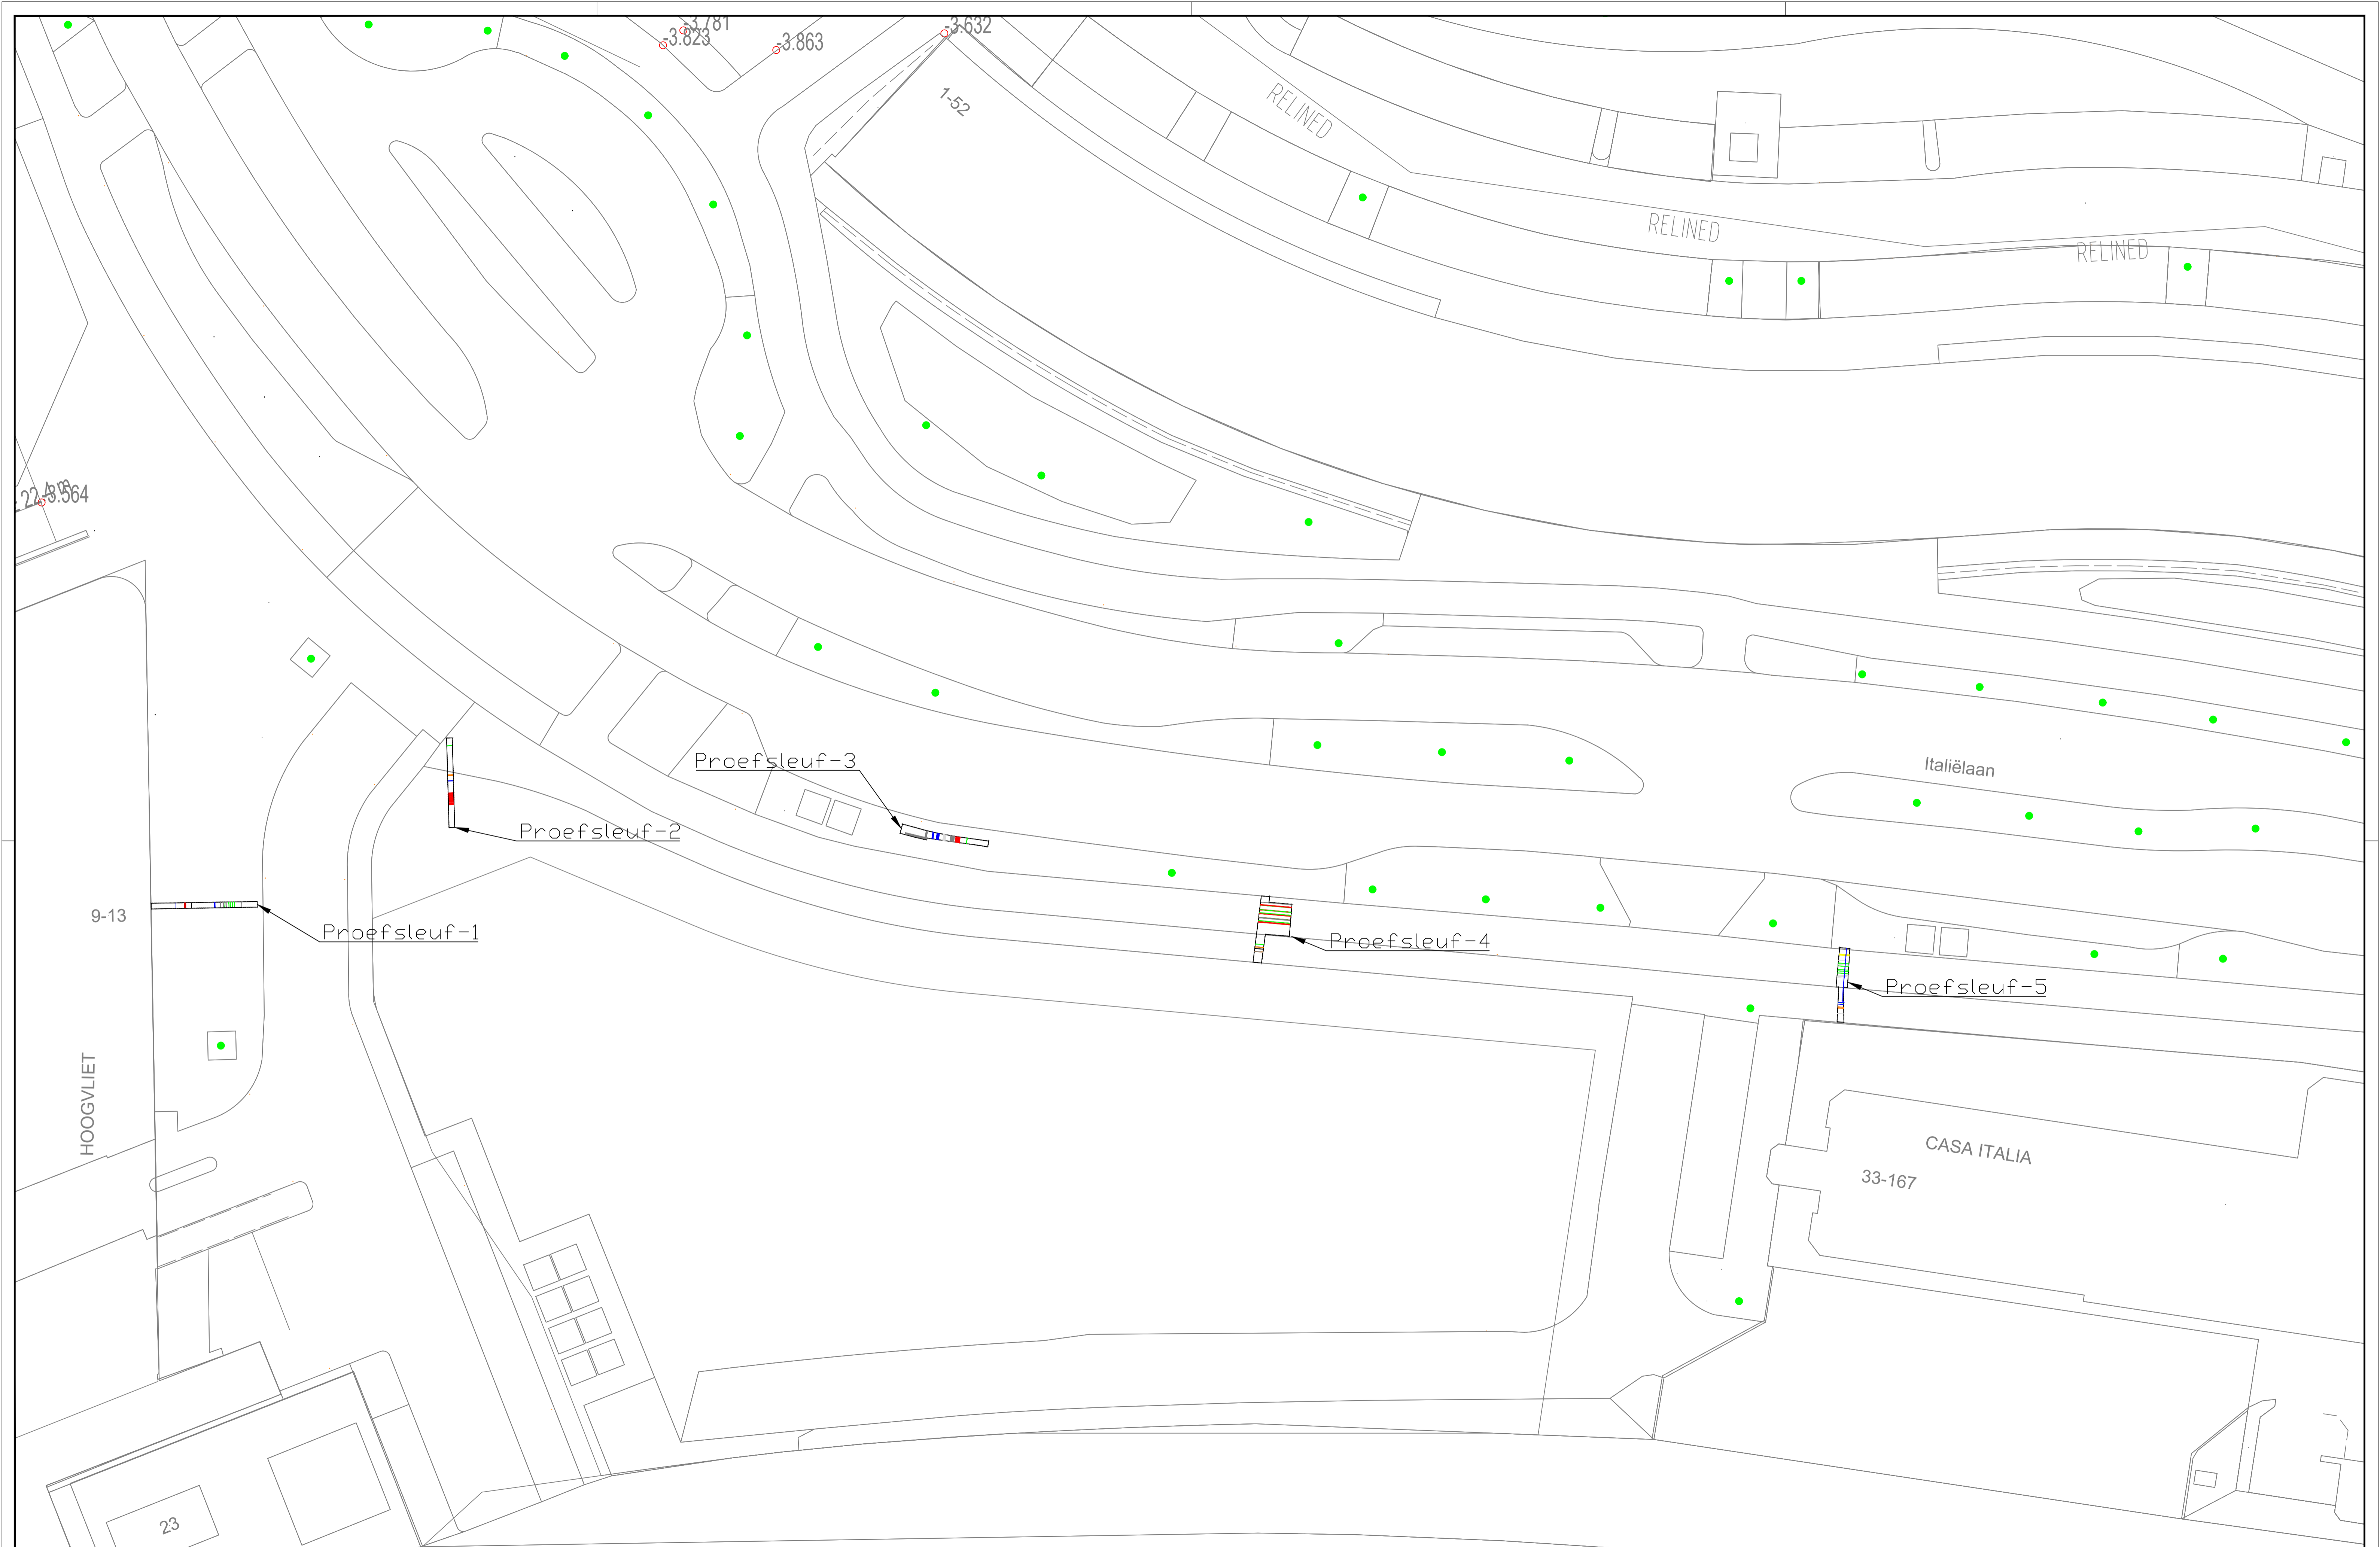 -3.781
-3.823
-3.863
-3.632
1-52
RELINED
RELINED
RELINED
-3.564
Italiëlaan
Proefsleuf-3
Proefsleuf-2
9-13
Proefsleuf-1
Proefsleuf-4
Proefsleuf-5
HOOGVLIET
CASA ITALIA
33-167
23